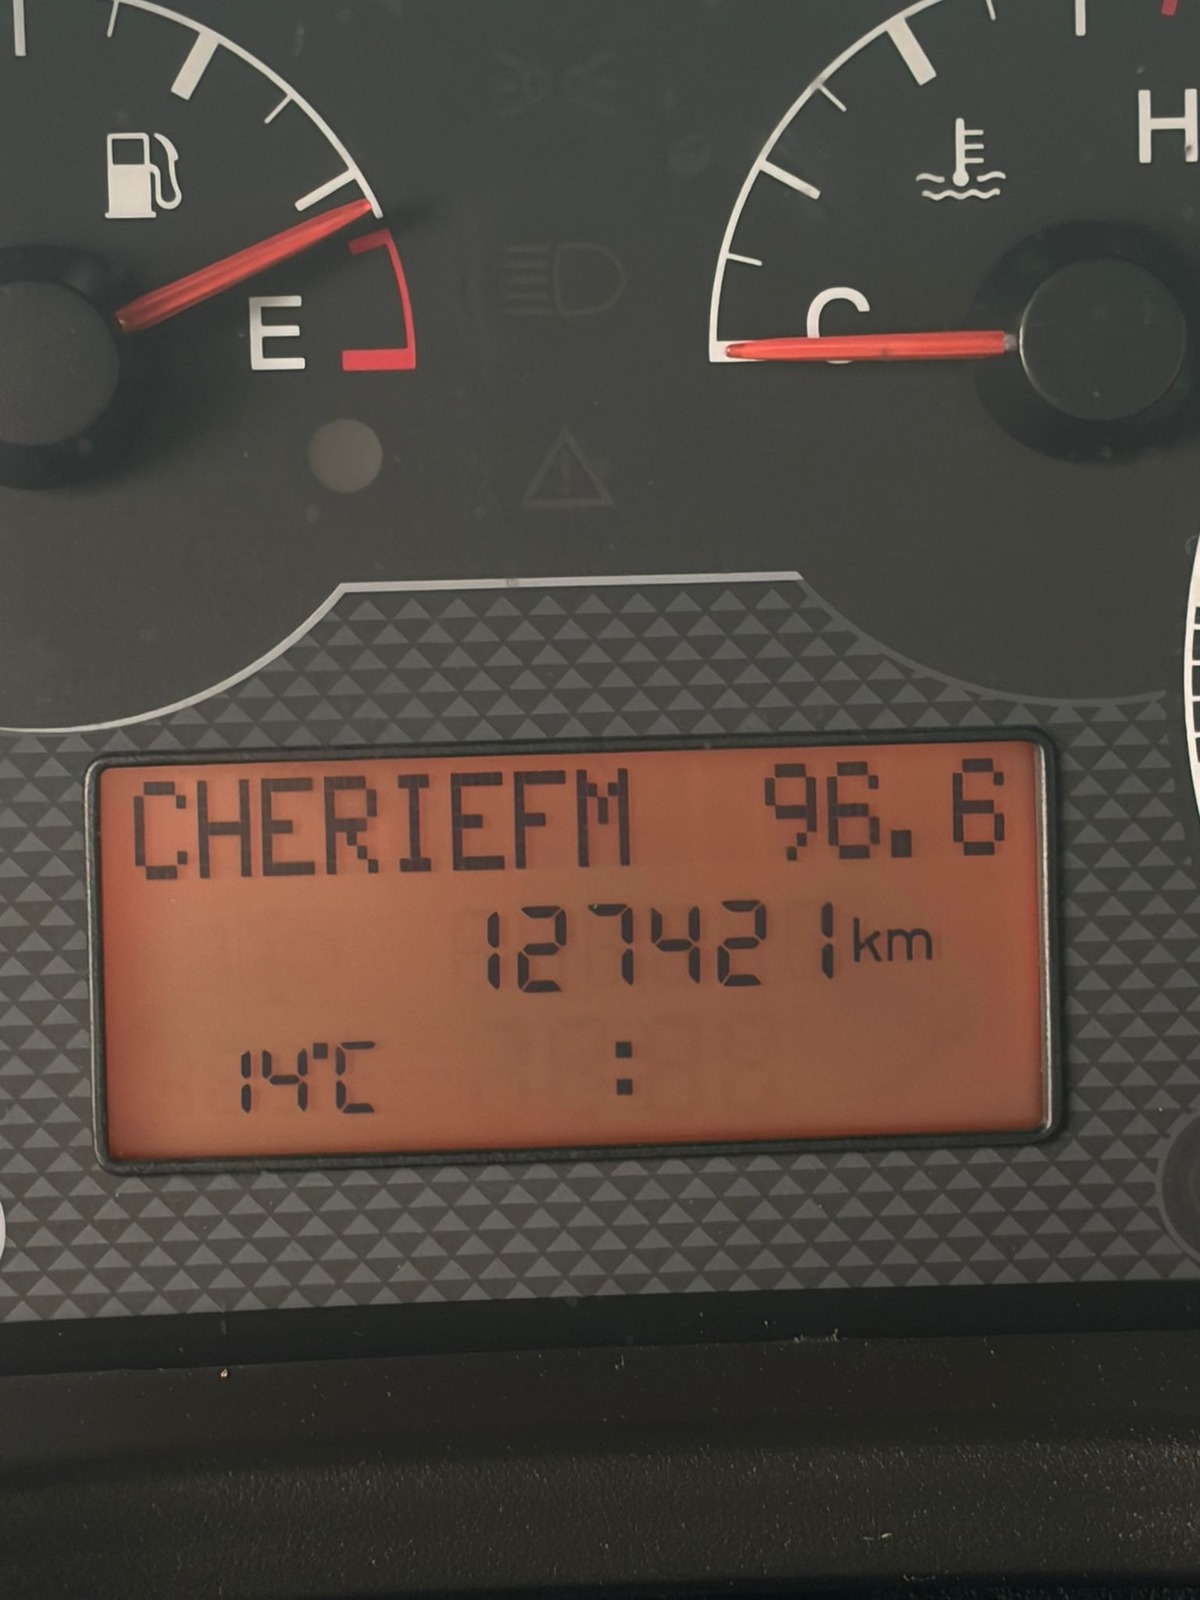 H
E
C
CHERIEFM 96.6
127421 km
14°C :